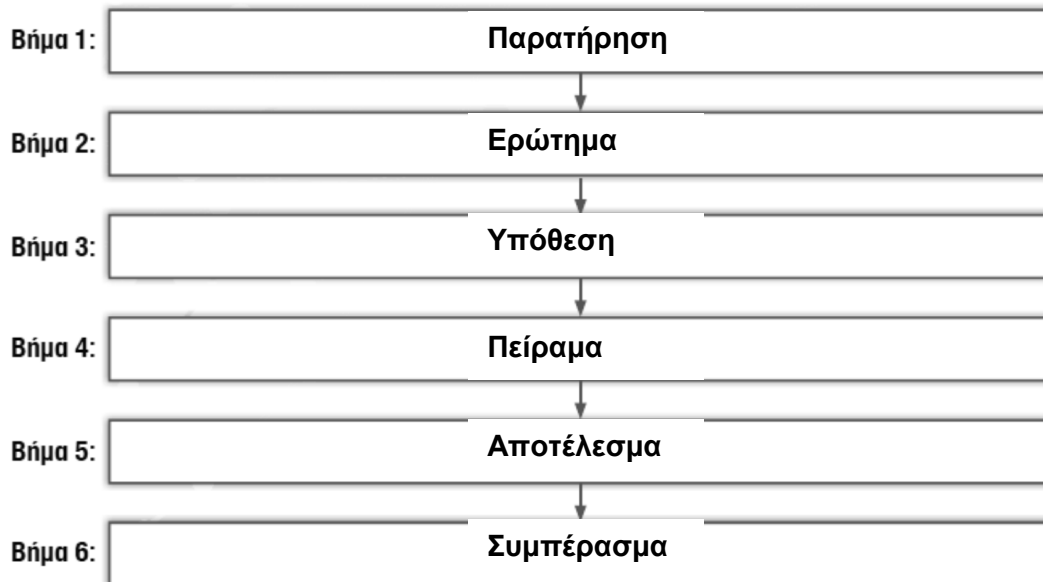 Βήμα 1: Παρατήρηση
Βήμα 2: Ερώτημα
Βήμα 3: Υπόθεση
Βήμα 4: Πείραμα
Βήμα 5: Αποτέλεσμα
Βήμα 6: Συμπέρασμα